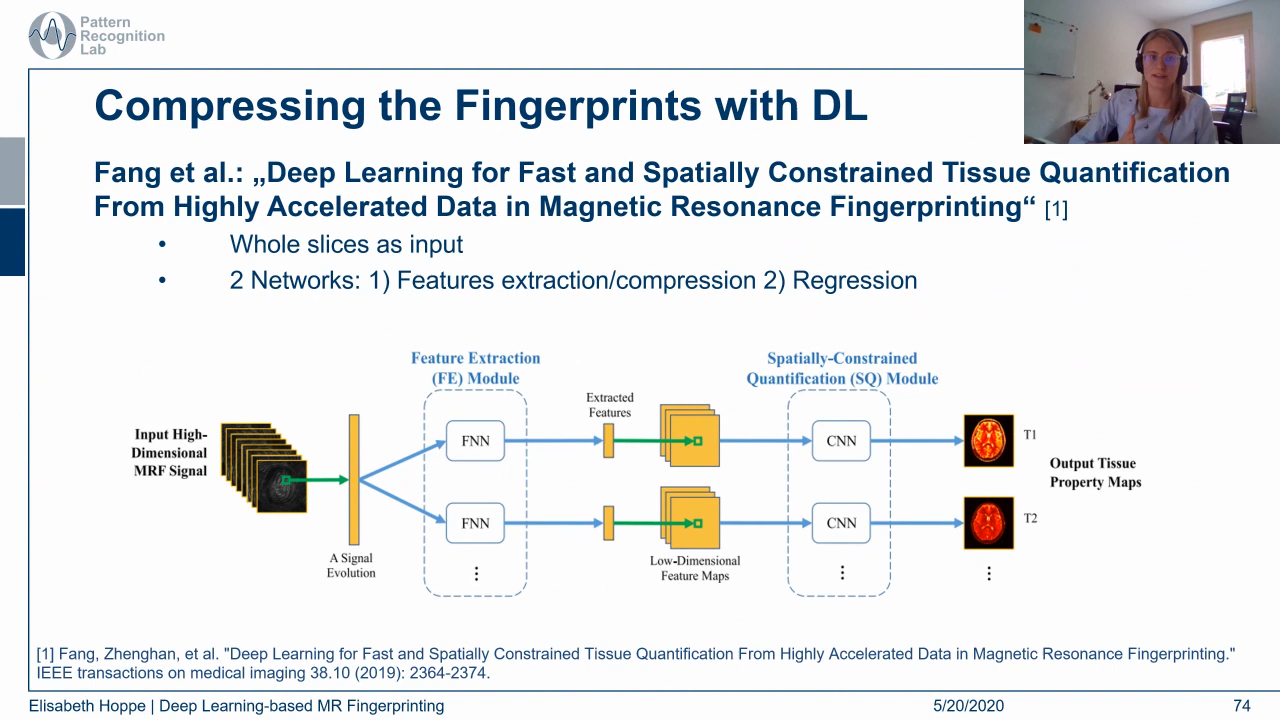 Pattern
Recognition
Lab
Compressing the Fingerprints with DL
Fang et al.: „Deep Learning for Fast and Spatially Constrained Tissue Quantification
From Highly Accelerated Data in Magnetic Resonance Fingerprinting“ [1]
• Whole slices as input
• 2 Networks: 1) Features extraction/compression 2) Regression
Feature Extraction
(FE) Module
Spatially-Constrained
Quantification (SQ) Module
Extracted
Features
Input High-
Dimensional
MRF Signal
FNN
CNN
T1
Output Tissue
Property Maps
FNN
CNN
T2
A Signal
Evolution
Low-Dimensional
Feature Maps
[1] Fang, Zhenghan, et al. "Deep Learning for Fast and Spatially Constrained Tissue Quantification From Highly Accelerated Data in Magnetic Resonance Fingerprinting."
IEEE transactions on medical imaging 38.10 (2019): 2364-2374.
Elisabeth Hoppe | Deep Learning-based MR Fingerprinting
5/20/2020
74